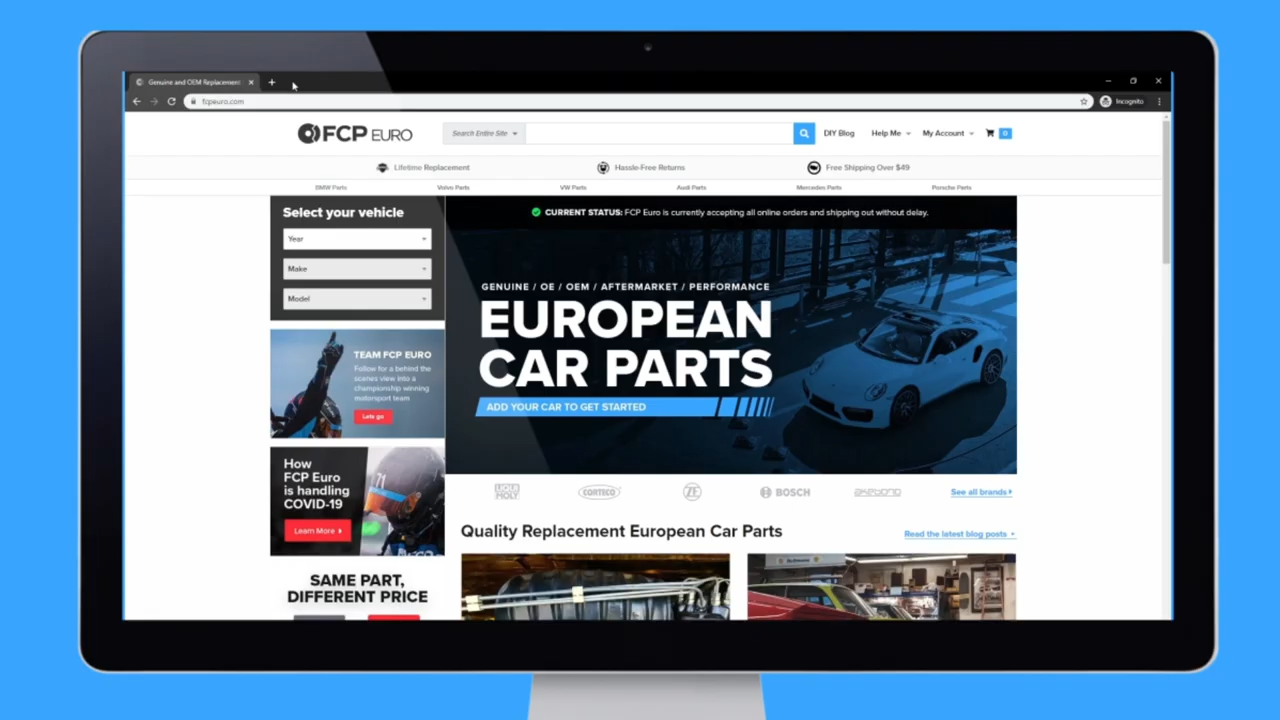 Genuine and OEM Replacement
fcpeuro.com
Incognito
FCP EURO
Search Entire Site
DIY Blog
Help Me
My Account
0
Lifetime Replacement
Hassle-Free Returns
Free Shipping Over $49
BMW Parts
Volvo Parts
VW Parts
Audi Parts
Mercedes Parts
Porsche Parts
Select your vehicle
Year
Make
Model
CURRENT STATUS: FCP Euro is currently accepting all online orders and shipping out without delay.
GENUINE / OE / OEM / AFTERMARKET / PERFORMANCE
EUROPEAN
CAR PARTS
ADD YOUR CAR TO GET STARTED
TEAM FCP EURO
Follow for a behind the
scenes view into a
championship winning
motorsport team
Lets go
How
FCP Euro
is handling
COVID-19
Learn More
71
LIQUI
MOLY
CORTECO
ZF
BOSCH
akebono
See all brands
Quality Replacement European Car Parts
Read the latest blog posts
SAME PART,
DIFFERENT PRICE